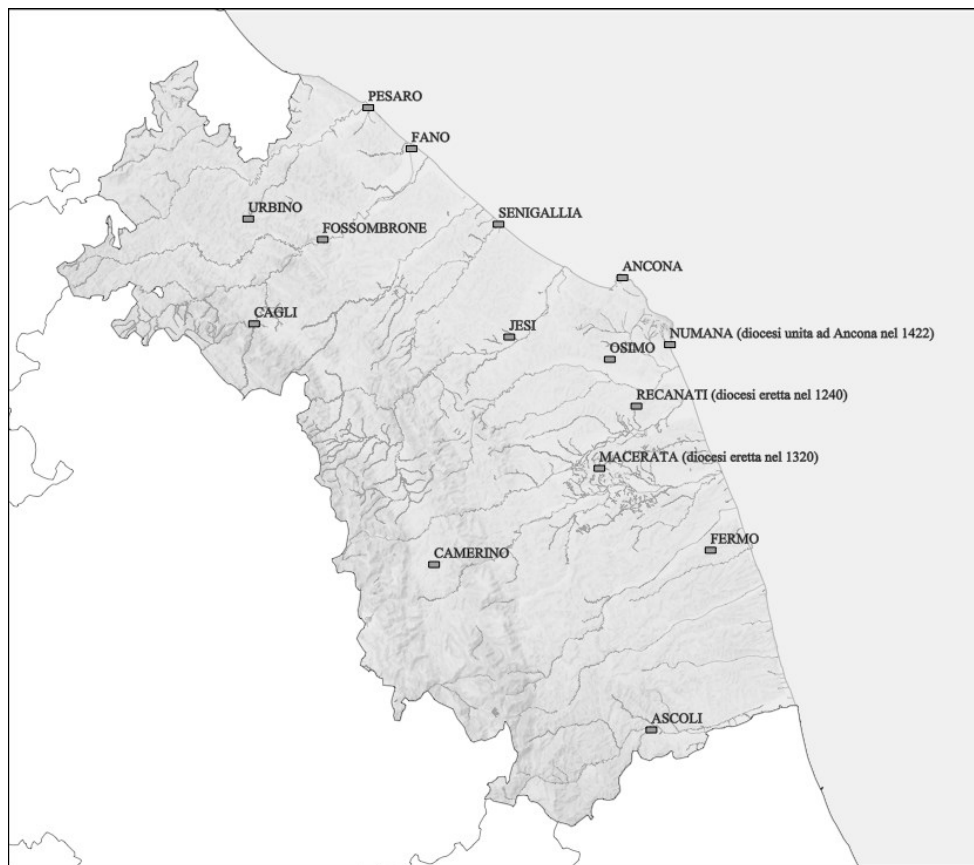 PESARO
FANO
URBINO
SENIGALLIA
FOSSOMBRONE
ANCONA
CAGLI
JESI
NUMANA (diocesi unita ad Ancona nel 1422)
OSIMO
RECANATI (diocesi eretta nel 1240)
MACERATA (diocesi eretta nel 1320)
FERMO
CAMERINO
ASCOLI